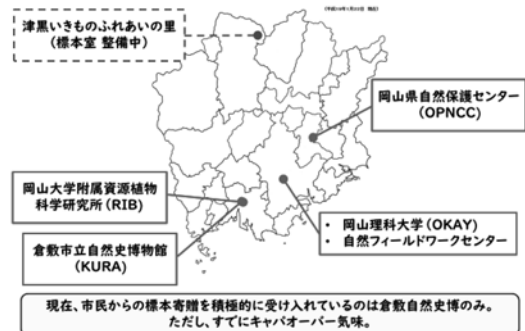 津黒いきものふれあいの里
(標本室 整備中)
岡山県自然保護センター
(OPNCC)
岡山大学附属資源植物
科学研究所(RIB)
倉敷市立自然史博物館
(KURA)
• 岡山理科大学(OKAY)
• 自然フィールドワークセンター
現在、市民からの標本寄贈を積極的に受け入れているのは倉敷自然史博のみ。
ただし、すでにキャパオーバー気味。